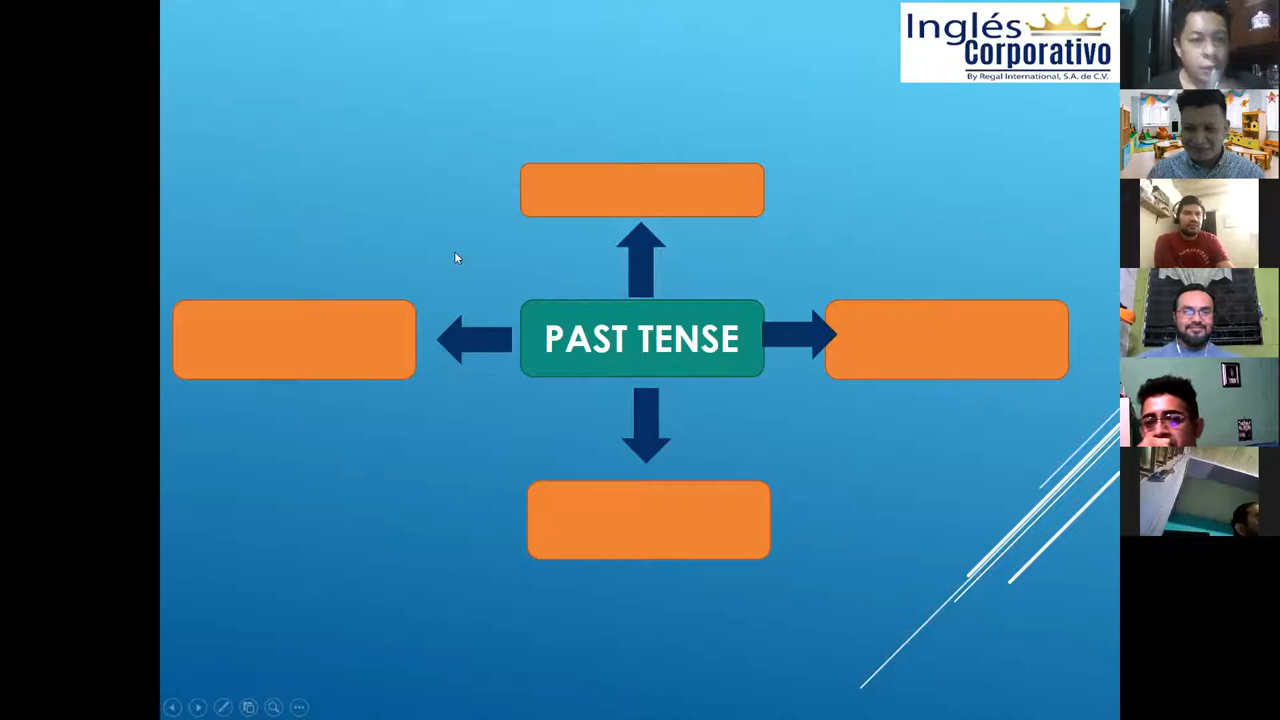 Inglés
Corporativo
By Regal International, S.A. de C.V.
PAST TENSE